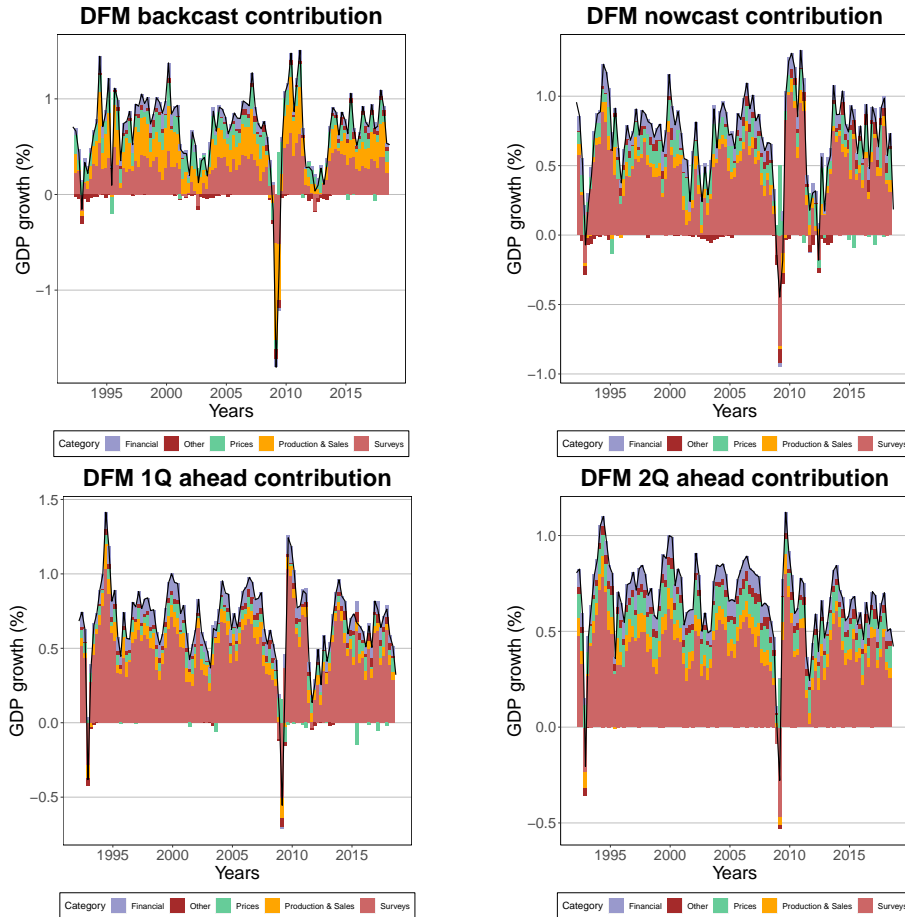 DFM backcast contribution
GDP growth (%)
1
0
−1
1995 2000 2005 2010 2015
Years
Category Financial Other Prices Production & Sales Surveys
DFM nowcast contribution
GDP growth (%)
1.0
0.5
0.0
−0.5
−1.0
1995 2000 2005 2010 2015
Years
Category Financial Other Prices Production & Sales Surveys
DFM 1Q ahead contribution
GDP growth (%)
1.5
1.0
0.5
0.0
−0.5
1995 2000 2005 2010 2015
Years
Category Financial Other Prices Production & Sales Surveys
DFM 2Q ahead contribution
GDP growth (%)
1.0
0.5
0.0
−0.5
1995 2000 2005 2010 2015
Years
Category Financial Other Prices Production & Sales Surveys